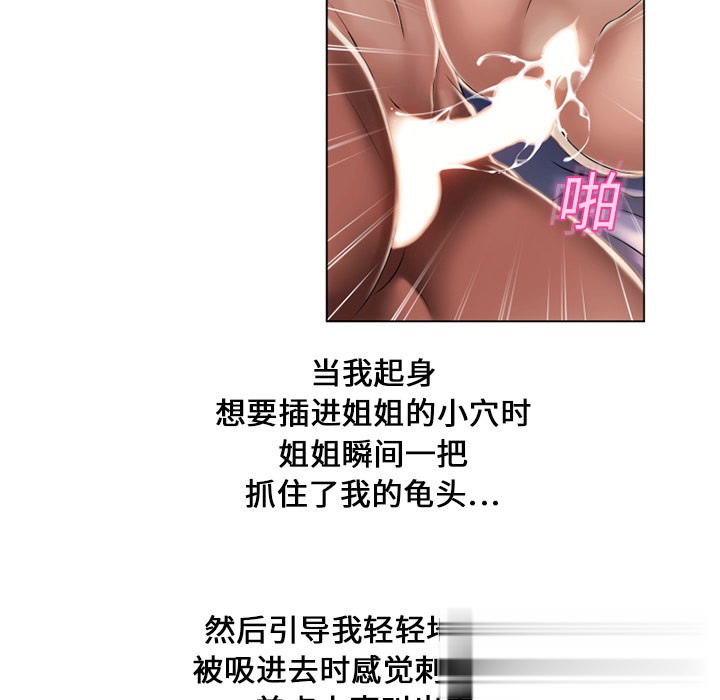 啪
当我起身
想要插进姐姐的小穴时
姐姐瞬间一把
抓住了我的龟头...
然后引导我轻轻
被吸进去时感觉刺